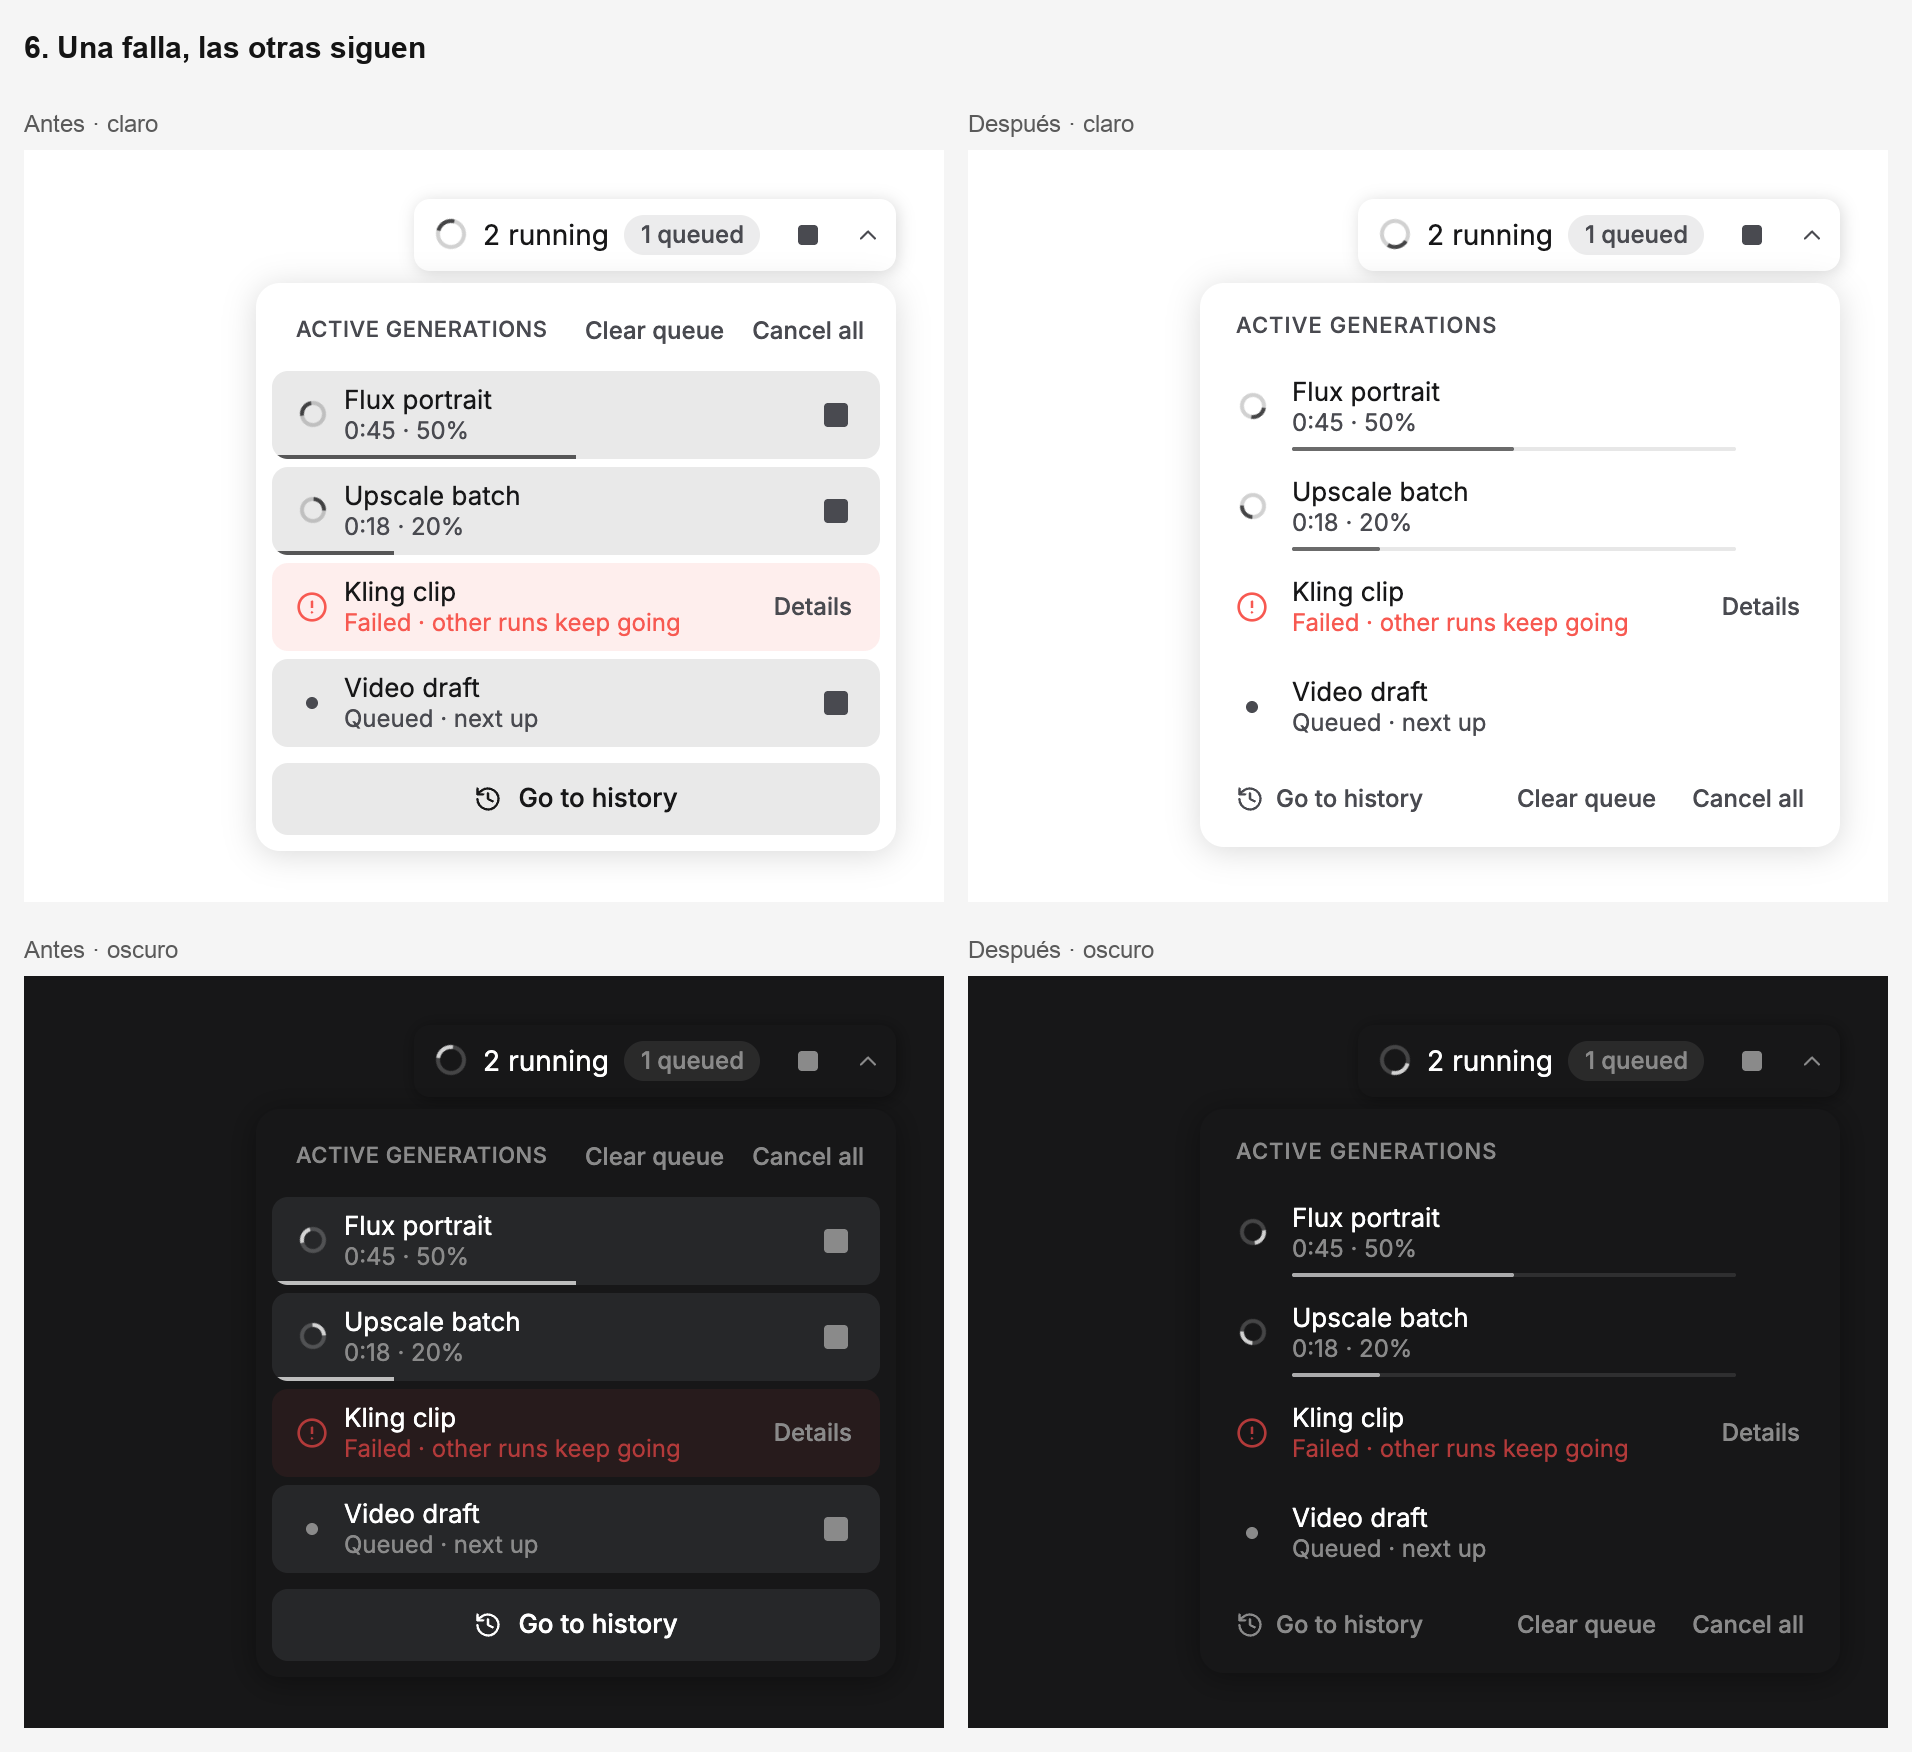 6. Una falla, las otras siguen
Antes · claro
2 running 1 queued
ACTIVE GENERATIONS Clear queue Cancel all
Flux portrait
0:45 · 50%
Upscale batch
0:18 · 20%
Kling clip
Failed · other runs keep going
Details
Video draft
Queued · next up
Go to history
Después · claro
2 running 1 queued
ACTIVE GENERATIONS
Flux portrait
0:45 · 50%
Upscale batch
0:18 · 20%
Kling clip
Failed · other runs keep going
Details
Video draft
Queued · next up
Go to history Clear queue Cancel all
Antes · oscuro
2 running 1 queued
ACTIVE GENERATIONS Clear queue Cancel all
Flux portrait
0:45 · 50%
Upscale batch
0:18 · 20%
Kling clip
Failed · other runs keep going
Details
Video draft
Queued · next up
Go to history
Después · oscuro
2 running 1 queued
ACTIVE GENERATIONS
Flux portrait
0:45 · 50%
Upscale batch
0:18 · 20%
Kling clip
Failed · other runs keep going
Details
Video draft
Queued · next up
Go to history Clear queue Cancel all